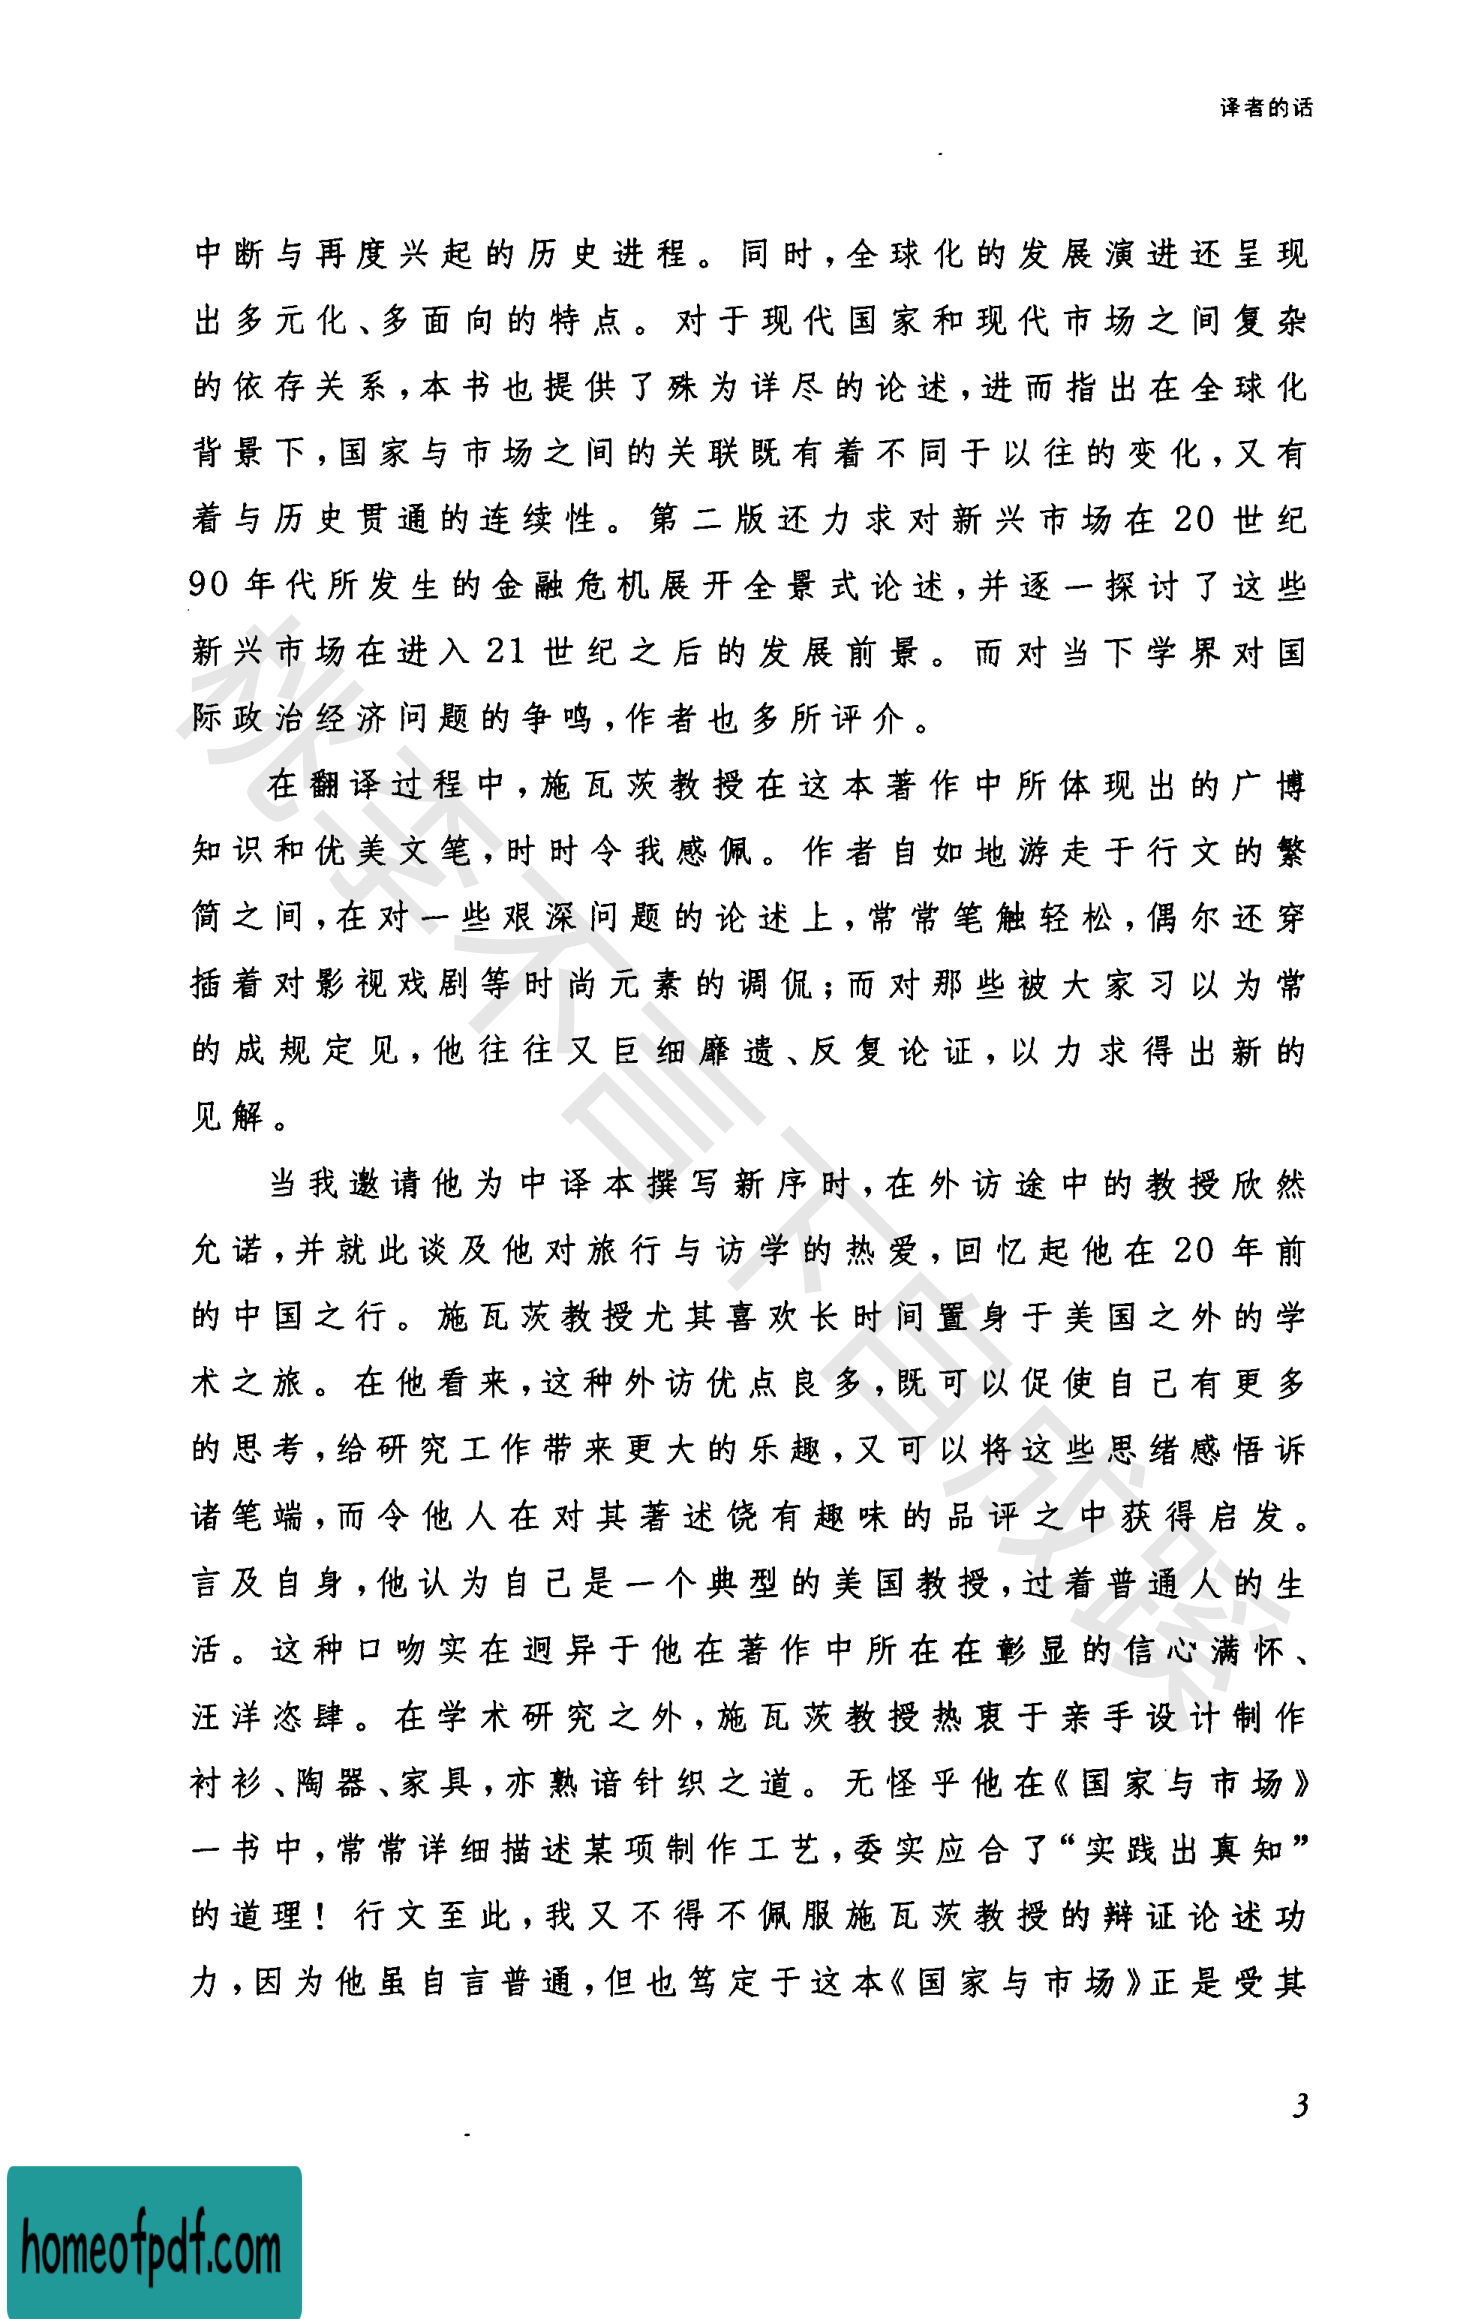 译者的话
中断与再度兴起的历史进程。同时,全球化的发展演进还呈现
出多元化、多面向的特点。对于现代国家和现代市场之间复杂
的依存关系,本书也提供了殊为详尽的论述,进而指出在全球化
背景下,国家与市场之间的关联既有着不同于以往的变化,又有
着与历史贯通的连续性。第二版还力求对新兴市场在20世纪
90年代所发生的金融危机展开全景式论述,并逐一探讨了这些
新兴市场在进入21世纪之后的发展前景。而对当下学界对国
际政治经济问题的争鸣,作者也多所评介。
在翻译过程中,施瓦茨教授在这本著作中所体现出的广博
知识和优美文笔,时时令我感佩。作者自如地游走于行文的繁
简之间,在对一些艰深问题的论述上,常常笔触轻松,偶尔还穿
插着对影视戏剧等时尚元素的调侃;而对那些被大家习以为常
的成规定见,他往往又巨细靡遗、反复论证,以力求得出新的
见解。
当我邀请他为中译本撰写新序时,在外访途中的教授欣然
允诺,并就此谈及他对旅行与访学的热爱,回忆起他在20年前
的中国之行。施瓦茨教授尤其喜欢长时间置身于美国之外的学
术之旅。在他看来,这种外访优点良多,既可以促使自己有更多
的思考,给研究工作带来更大的乐趣,又可以将这些思绪感悟诉
诸笔端,而令他人在对其著述饶有趣味的品评之中获得启发。
言及自身,他认为自己是一个典型的美国教授,过着普通人的生
活。这种口吻实在迥异于他在著作中所在在彰显的信心满怀、
汪洋恣肆。在学术研究之外,施瓦茨教授热衷于亲手设计制作
衬衫、陶器、家具,亦熟谙针织之道。无怪乎他在《国家与市场》
一书中,常常详细描述某项制作工艺,委实应合了“实践出真知”
的道理!行文至此,我又不得不佩服施瓦茨教授的辩证论述功
力,因为他虽自言普通,但也笃定于这本《国家与市场》正是受其
3
桃李不言下自成蹊
homeofpdf.com